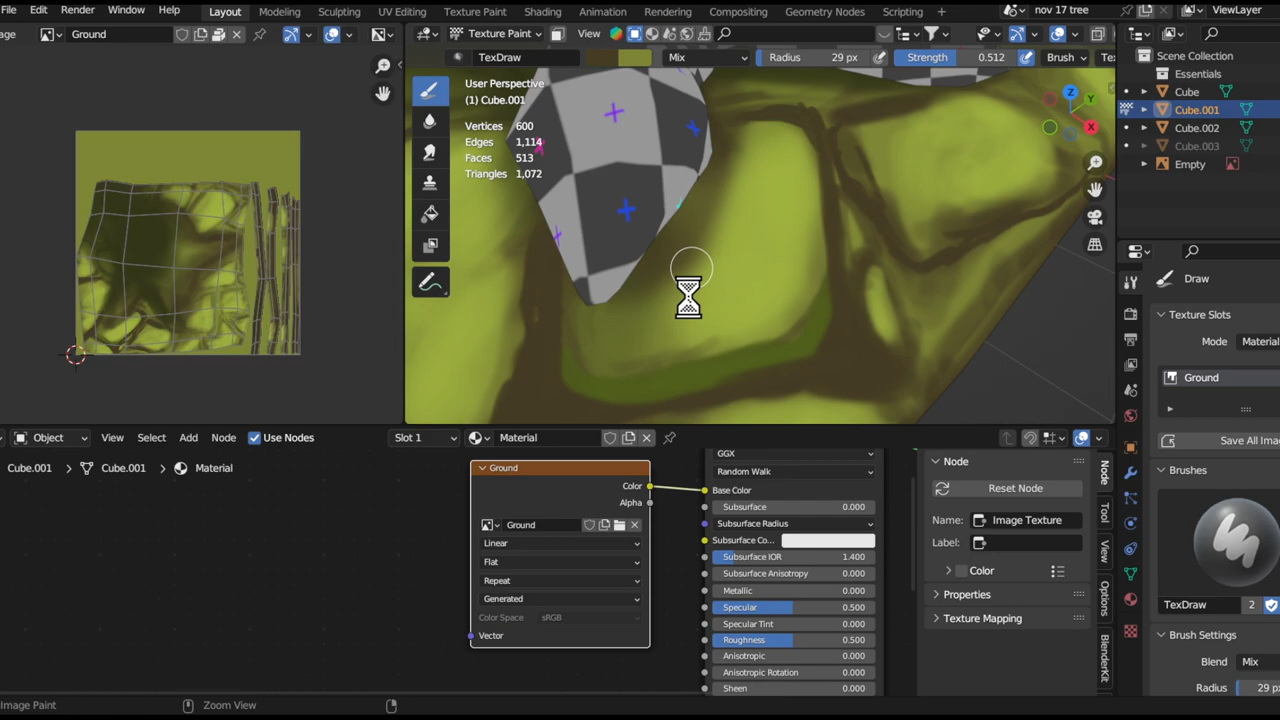 File Edit Render Window Help Layout Modeling Sculpting UV Editing Texture Paint Shading Animation Rendering Compositing Geometry Nodes Scripting + nov 17 tree ViewLayer
age Ground Texture Paint View Scene Collection
TexDraw Mix Radius 29 px Strength 0.512 Brush Tex
Essentials
Cube
Cube.001
Cube.002
Cube.003
Empty
User Perspective
(1) Cube.001
Vertices 600
Edges 1,114
Faces 513
Triangles 1,072
Z
Y
X
Draw
Texture Slots
Mode Material
Ground
Save All Imag
Brushes
TexDraw 2
Brush Settings
Blend Mix
Radius 29 px
Object View Select Add Node Use Nodes Slot 1 Material
Cube.001 Cube.001 Material
Ground
Color
Alpha
Ground
Linear
Flat
Repeat
Generated
Color Space sRGB
Vector
GGX
Random Walk
Base Color
Subsurface 0.000
Subsurface Radius
Subsurface Co...
Subsurface IOR 1.400
Subsurface Anisotropy 0.000
Metallic 0.000
Specular 0.500
Specular Tint 0.000
Roughness 0.500
Anisotropic 0.000
Anisotropic Rotation 0.000
Sheen 0.000
Node
Reset Node
Name: Image Texture
Label:
Color
Properties
Texture Mapping
Node
Tool
View
Options
BlenderKit
Image Paint Zoom View